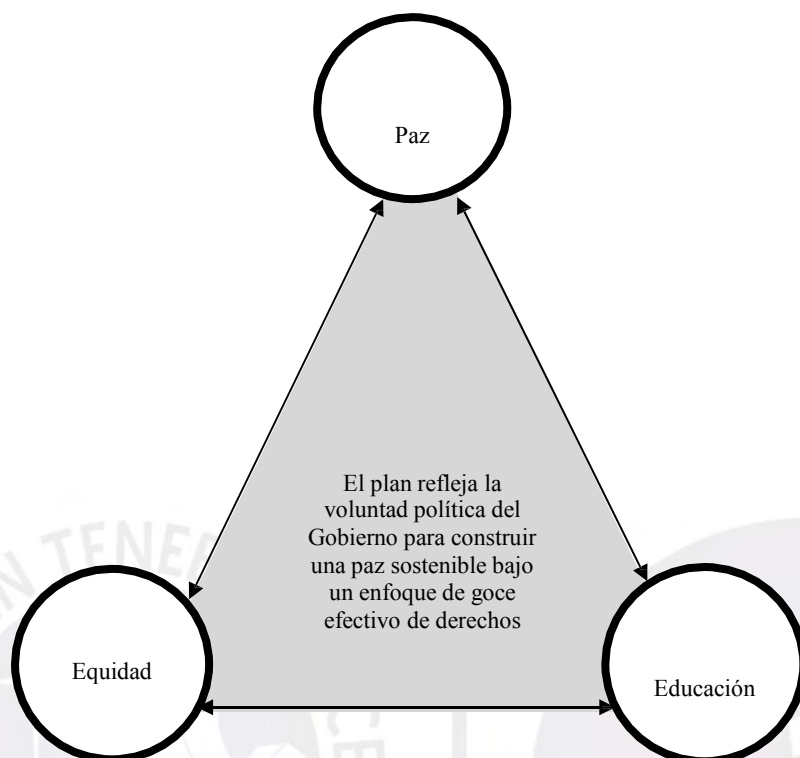 Paz
El plan refleja la
voluntad política del
Gobierno para construir
una paz sostenible bajo
un enfoque de goce
efectivo de derechos
Equidad
Educación